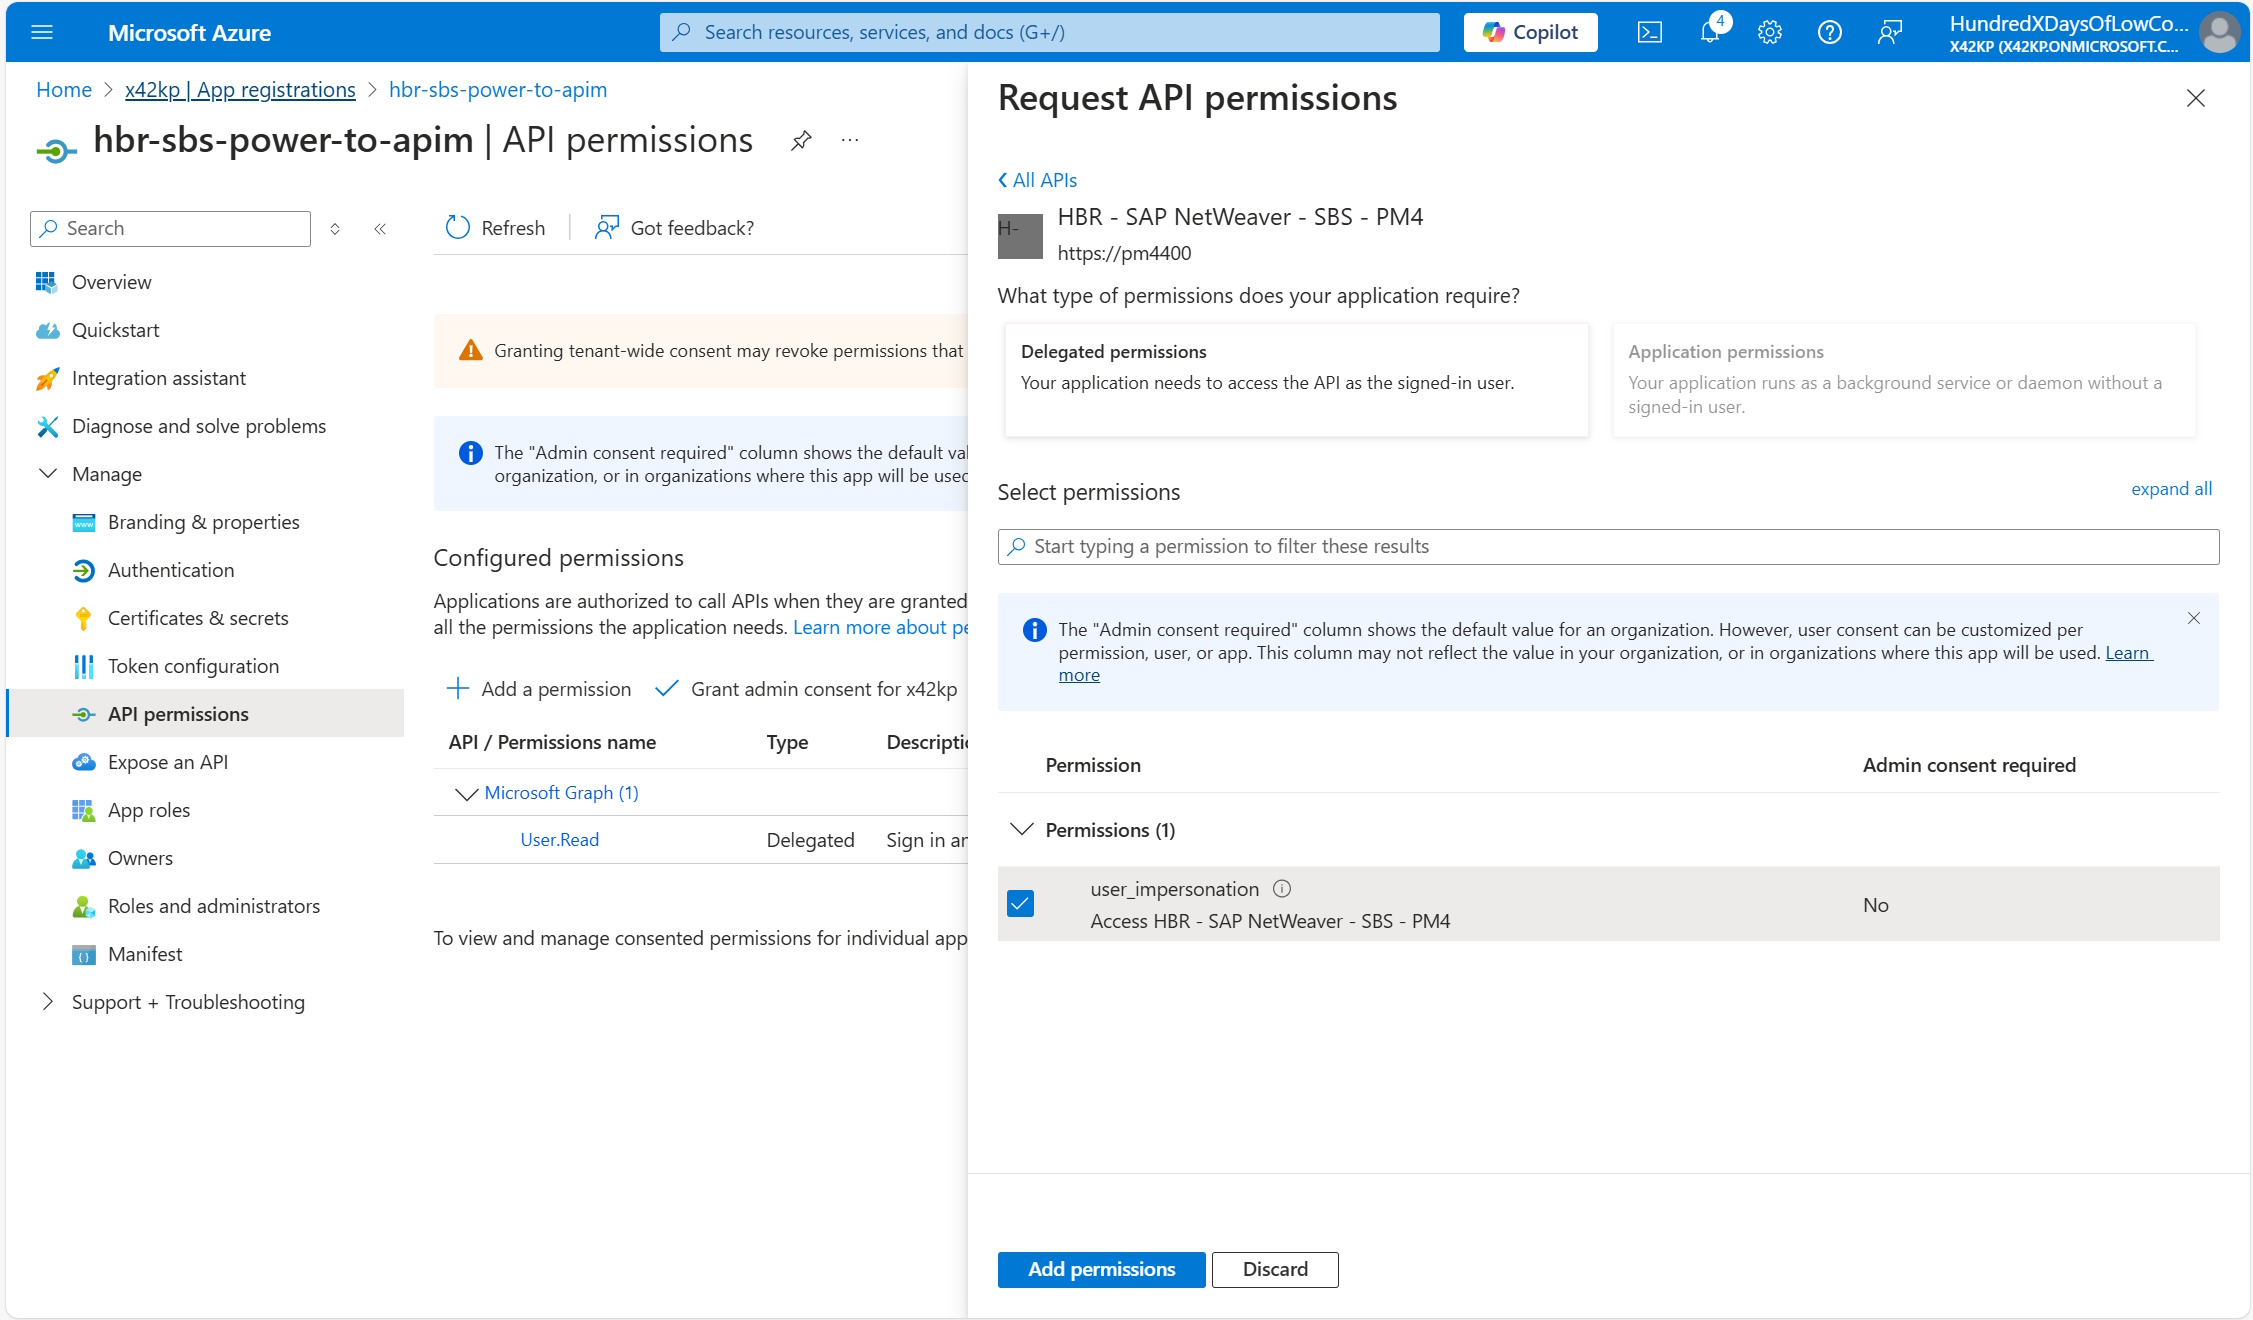 Microsoft Azure
Search resources, services, and docs (G+/)
Copilot
4
HundredXDaysOfLowCo...
X42KP (X42KP.ONMICROSOFT.C...
Home > x42kp | App registrations > hbr-sbs-power-to-apim
hbr-sbs-power-to-apim | API permissions
Search
Overview
Quickstart
Integration assistant
Diagnose and solve problems
Manage
Branding & properties
Authentication
Certificates & secrets
Token configuration
API permissions
Expose an API
App roles
Owners
Roles and administrators
Manifest
Support + Troubleshooting
Refresh
Got feedback?
Granting tenant-wide consent may revoke permissions that
The "Admin consent required" column shows the default val
organization, or in organizations where this app will be used
Configured permissions
Applications are authorized to call APIs when they are granted
all the permissions the application needs. Learn more about pe
Add a permission
Grant admin consent for x42kp
API / Permissions name Type Descriptio
Microsoft Graph (1)
User.Read Delegated Sign in an
To view and manage consented permissions for individual app
Request API permissions
All APIs
H-
HBR - SAP NetWeaver - SBS - PM4
https://pm4400
What type of permissions does your application require?
Delegated permissions
Your application needs to access the API as the signed-in user.
Application permissions
Your application runs as a background service or daemon without a
signed-in user.
Select permissions
expand all
Start typing a permission to filter these results
The "Admin consent required" column shows the default value for an organization. However, user consent can be customized per
permission, user, or app. This column may not reflect the value in your organization, or in organizations where this app will be used. Learn
more
Permission Admin consent required
Permissions (1)
user_impersonation
Access HBR - SAP NetWeaver - SBS - PM4
No
Add permissions
Discard